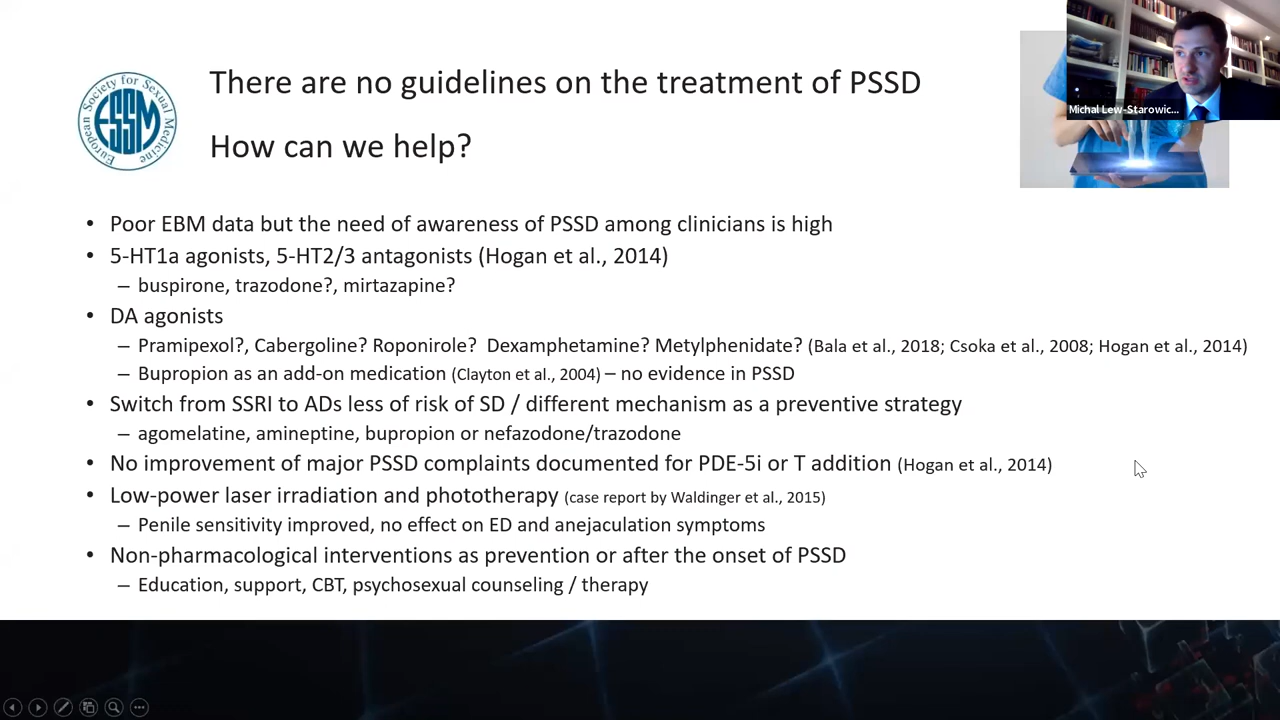 There are no guidelines on the treatment of PSSD
How can we help?
European Society for Sexual Medicine
ESSM
Michal Lew-Starowic...
• Poor EBM data but the need of awareness of PSSD among clinicians is high
• 5-HT1a agonists, 5-HT2/3 antagonists (Hogan et al., 2014)
– buspirone, trazodone?, mirtazapine?
• DA agonists
– Pramipexol?, Cabergoline? Roponirole? Dexamphetamine? Metylphenidate? (Bala et al., 2018; Csoka et al., 2008; Hogan et al., 2014)
– Bupropion as an add-on medication (Clayton et al., 2004) – no evidence in PSSD
• Switch from SSRI to ADs less of risk of SD / different mechanism as a preventive strategy
– agomelatine, amineptine, bupropion or nefazodone/trazodone
• No improvement of major PSSD complaints documented for PDE-5i or T addition (Hogan et al., 2014)
• Low-power laser irradiation and phototherapy (case report by Waldinger et al., 2015)
– Penile sensitivity improved, no effect on ED and anejaculation symptoms
• Non-pharmacological interventions as prevention or after the onset of PSSD
– Education, support, CBT, psychosexual counseling / therapy